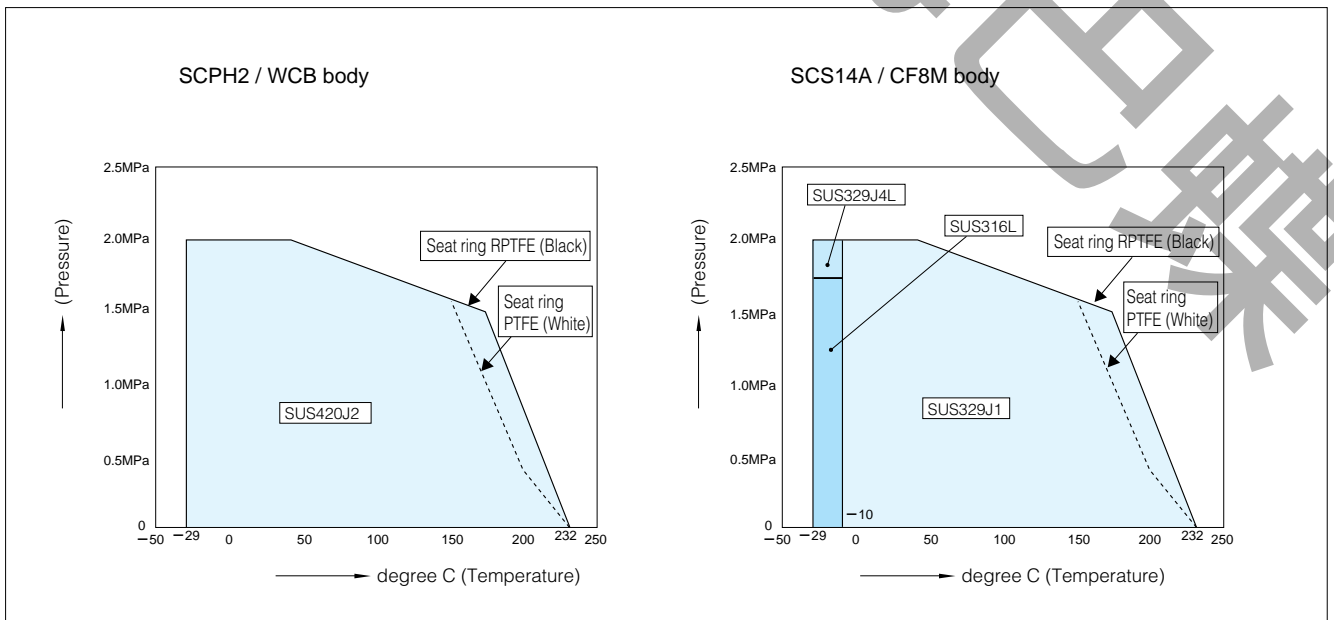 SCPH2 / WCB body
2.5MPa
2.0MPa
1.5MPa
1.0MPa
0.5MPa
0
(Pressure)
Seat ring RPTFE (Black)
Seat ring
PTFE (White)
SUS420J2
−50
−29
0
50
100
150
200
232
250
degree C (Temperature)
SCS14A / CF8M body
2.5MPa
2.0MPa
1.5MPa
1.0MPa
0.5MPa
0
(Pressure)
SUS329J4L
SUS316L
Seat ring RPTFE (Black)
Seat ring
PTFE (White)
SUS329J1
−10
−50
−29
0
50
100
150
200
232
250
degree C (Temperature)